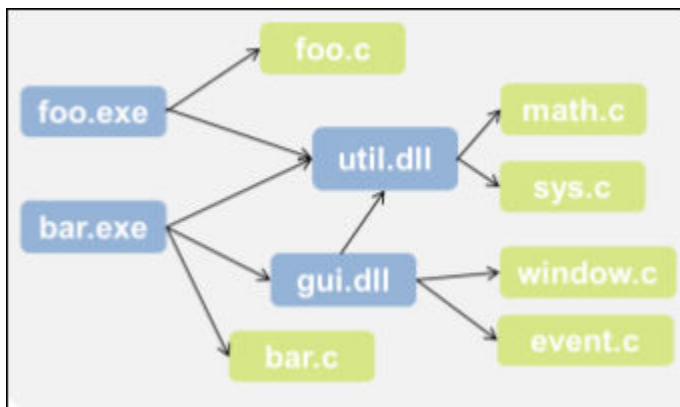 foo.c
foo.exe
math.c
util.dll
sys.c
bar.exe
gui.dll
window.c
event.c
bar.c